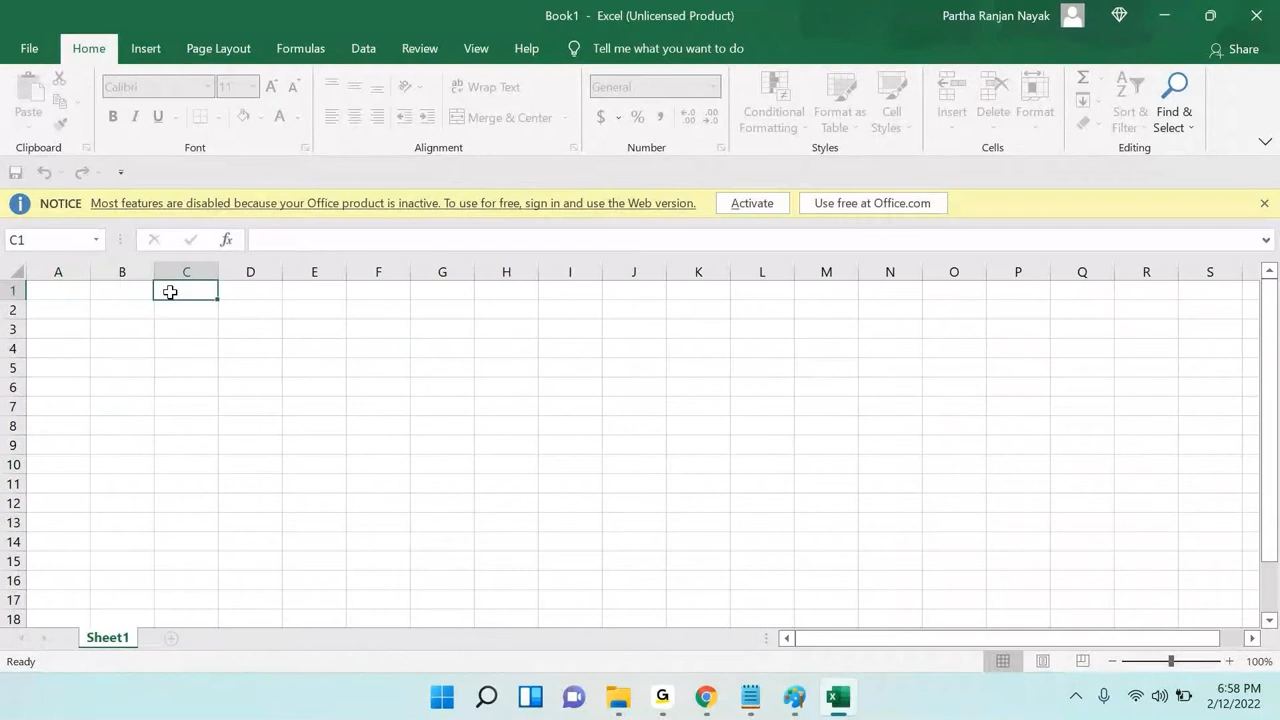 Book1 - Excel (Unlicensed Product)
Partha Ranjan Nayak
File Home Insert Page Layout Formulas Data Review View Help Tell me what you want to do Share
Calibri 11
Wrap Text
General
Paste
B I U
Merge & Center
$ % ,
Conditional Formatting
Format as Table
Cell Styles
Insert Delete Format
Sort & Filter
Find & Select
Clipboard Font Alignment Number Styles Cells Editing
NOTICE Most features are disabled because your Office product is inactive. To use for free, sign in and use the Web version. Activate Use free at Office.com
C1 fx
A B C D E F G H I J K L M N O P Q R S
1
2
3
4
5
6
7
8
9
10
11
12
13
14
15
16
17
18
Sheet1
Ready 100%
G
6:58 PM
2/12/2022